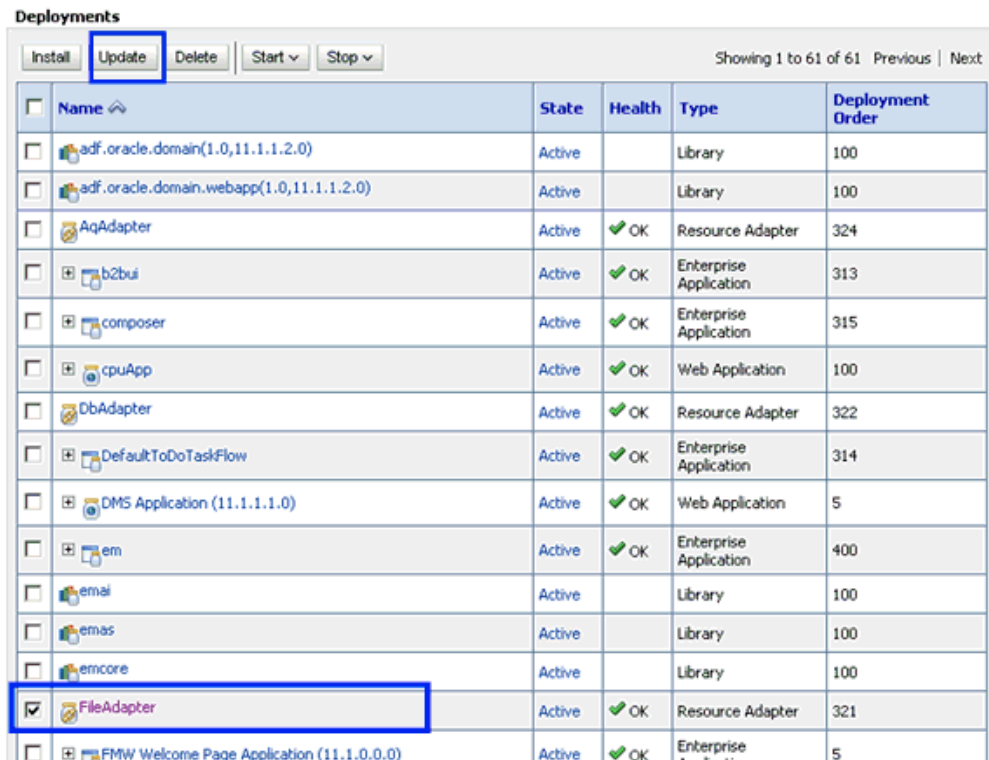 Deployments
Install Update Delete Start Stop Showing 1 to 61 of 61 Previous | Next
Name State Health Type Deployment Order
adf.oracle.domain(1.0,11.1.1.2.0) Active Library 100
adf.oracle.domain.webapp(1.0,11.1.1.2.0) Active Library 100
AqAdapter Active OK Resource Adapter 324
b2bui Active OK Enterprise Application 313
composer Active OK Enterprise Application 315
cpuApp Active OK Web Application 100
DbAdapter Active OK Resource Adapter 322
DefaultToDoTaskFlow Active OK Enterprise Application 314
DMS Application (11.1.1.1.0) Active OK Web Application 5
em Active OK Enterprise Application 400
emai Active Library 100
emas Active Library 100
emcore Active Library 100
FileAdapter Active OK Resource Adapter 321
FMW Welcome Page Application (11.1.0.0.0) Active OK Enterprise 5